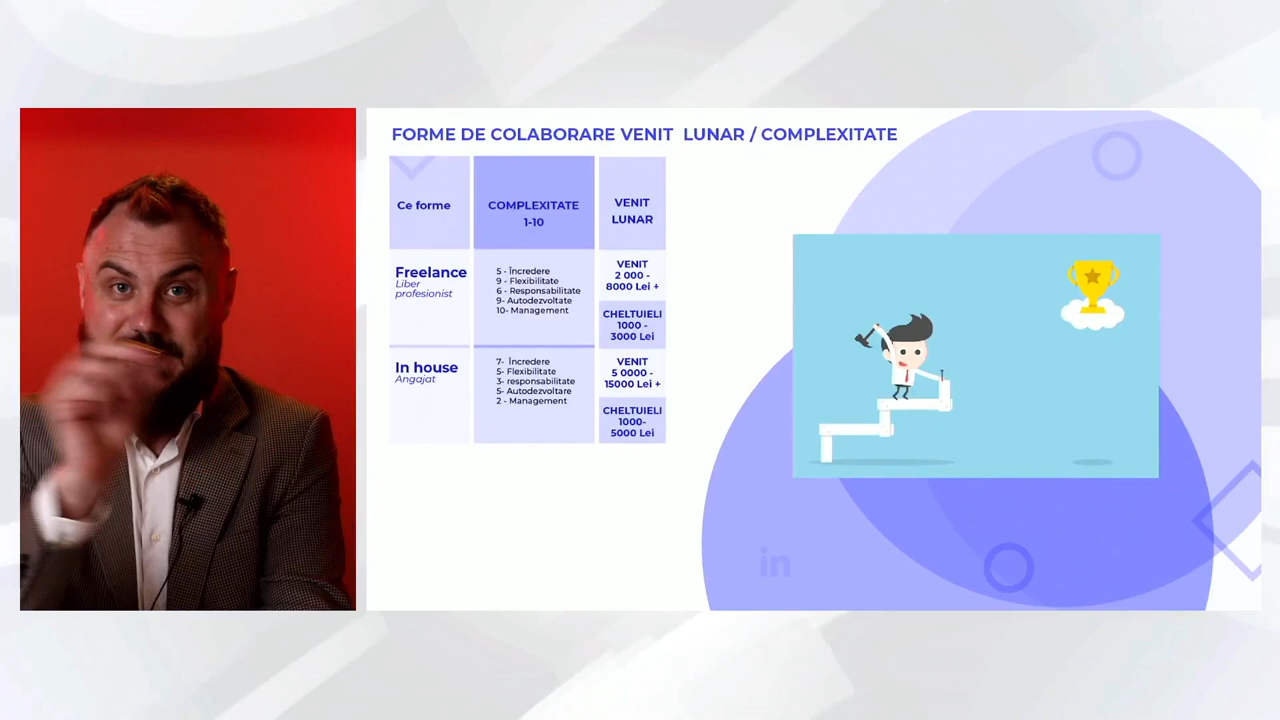 FORME DE COLABORARE VENIT LUNAR / COMPLEXITATE
Ce forme
COMPLEXITATE
1-10
VENIT
LUNAR
Freelance
Liber
profesionist
5 - Încredere
9 - Flexibilitate
6 - Responsabilitate
9- Autodezvoltate
10- Management
VENIT
2 000 -
8000 Lei +
CHELTUIELI
1000 -
3000 Lei
In house
Angajat
7- Încredere
5- Flexibilitate
3- responsabilitate
5- Autodezvoltare
2 - Management
VENIT
5 0000 -
15000 Lei +
CHELTUIELI
1000-
5000 Lei
in